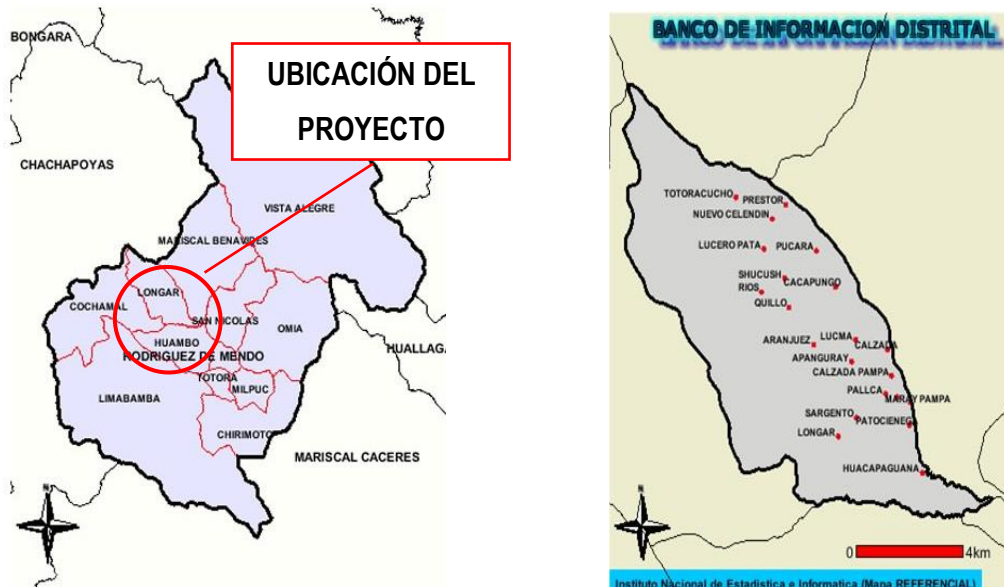 BONGARA
UBICACIÓN DEL
PROYECTO
CHACHAPOYAS
VISTA ALEGRE
MARISCAL BENAVIDES
LONGAR
COCHAMAL
SAN NICOLAS
OMIA
HUAMBO
HUALLAG
RODRIGUEZ DE MENDO
TOTORA
MILPUC
LIMABAMBA
CHIRIMOTO
MARISCAL CACERES
N
BANCO DE INFORMACION DISTRITAL
TOTORACUCHO
PRESTOR
NUEVO CELENDIN
LUCERO PATA
PUCARA
SHUCUSH
CACAPUNGO
RIOS
QUILLO
LUCMA
ARANJUEZ
CALZADA
APANGURAY
CALZADA PAMPA
PALLCA
MARAY PAMPA
SARGENTO
PATOCIENEG
LONGAR
HUACAPAGUANA
N
0 4km
Instituto Nacional de Estadistica e Informatica (Mapa REFERENCIAL)